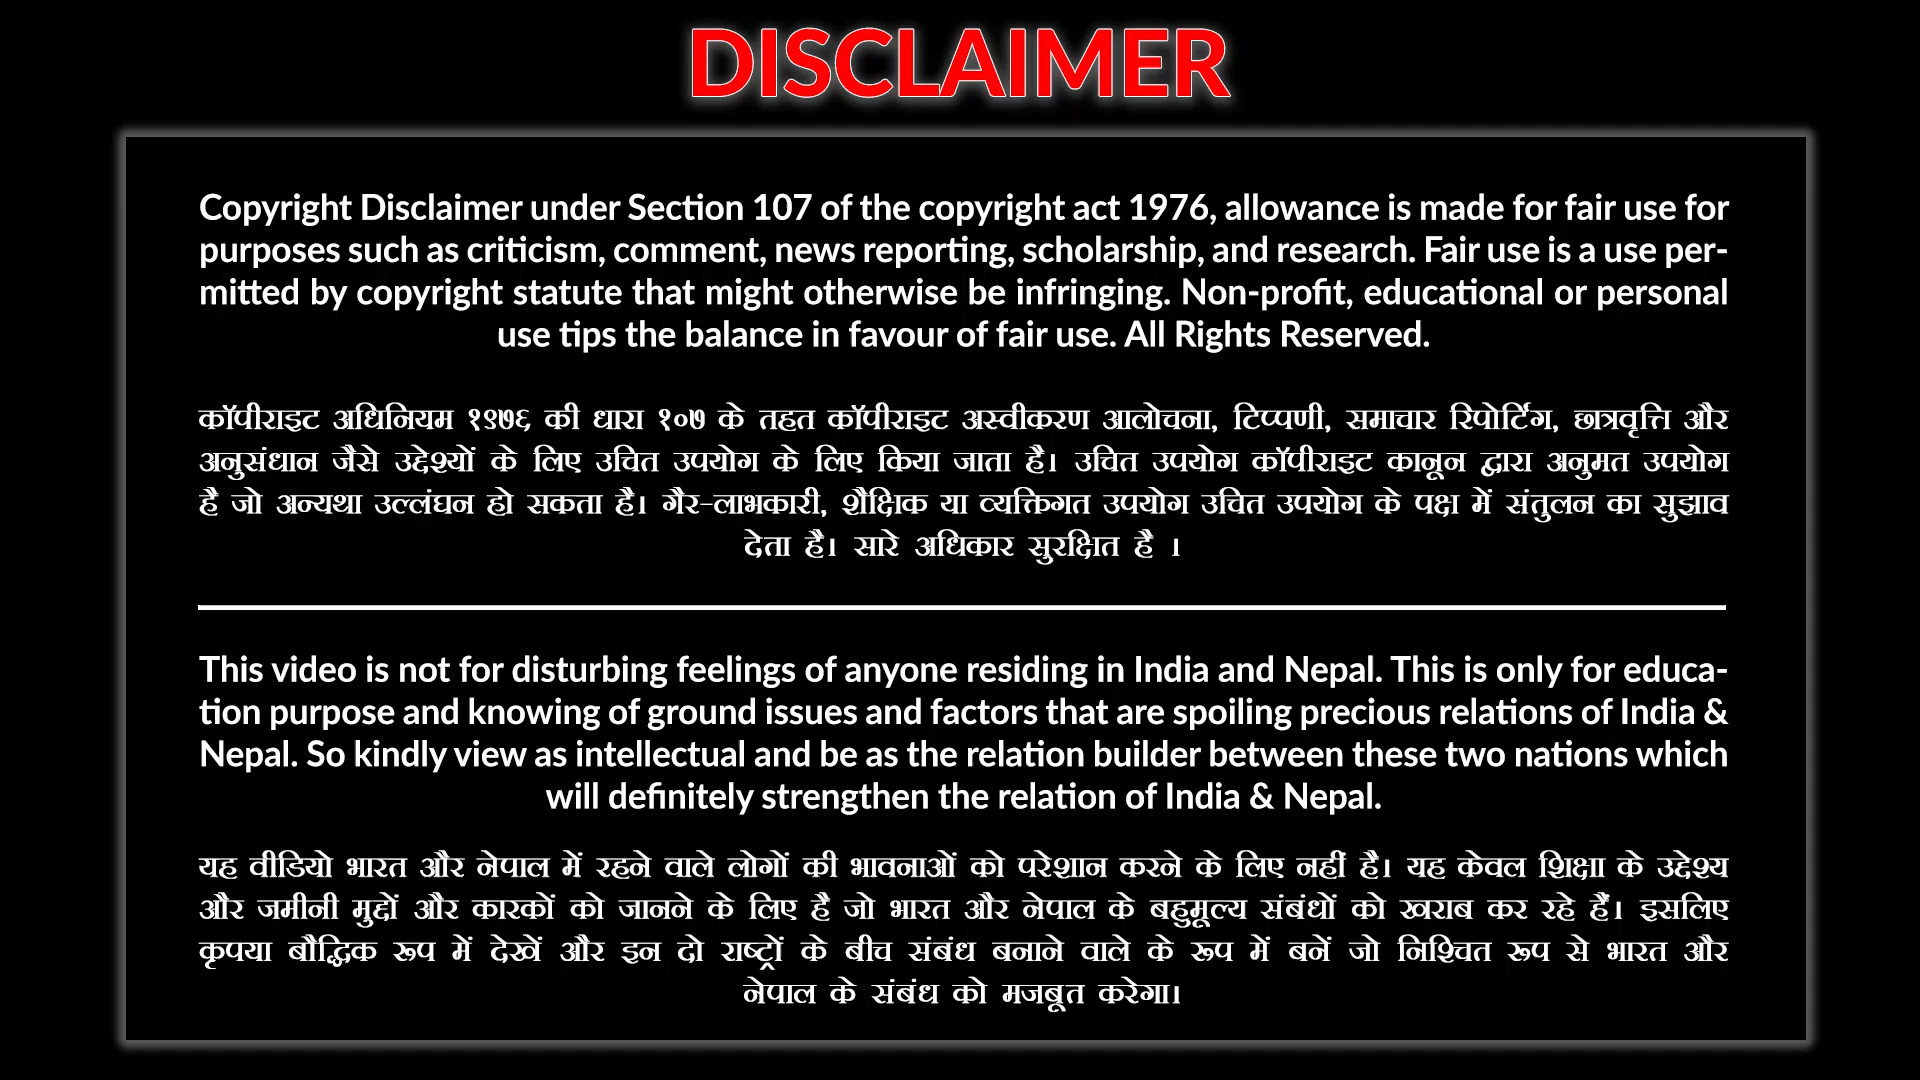 DISCLAIMER
Copyright Disclaimer under Section 107 of the copyright act 1976, allowance is made for fair use for
purposes such as criticism, comment, news reporting, scholarship, and research. Fair use is a use per-
mitted by copyright statute that might otherwise be infringing. Non-profit, educational or personal
use tips the balance in favour of fair use. All Rights Reserved.
कॉपीराइट अधिनियम १९७६ की धारा १०७ के तहत कॉपीराइट अस्वीकरण आलोचना, टिप्पणी, समाचार रिपोर्टिंग, छात्रवृत्ति और
अनुसंधान जैसे उद्देश्यों के लिए उचित उपयोग के लिए किया जाता है। उचित उपयोग कॉपीराइट कानून द्वारा अनुमत उपयोग
है जो अन्यथा उल्लंघन हो सकता है। गैर-लाभकारी, शैक्षिक या व्यक्तिगत उपयोग उचित उपयोग के पक्ष में संतुलन का सुझाव
देता है। सारे अधिकार सुरक्षित है ।
This video is not for disturbing feelings of anyone residing in India and Nepal. This is only for educa-
tion purpose and knowing of ground issues and factors that are spoiling precious relations of India &
Nepal. So kindly view as intellectual and be as the relation builder between these two nations which
will definitely strengthen the relation of India & Nepal.
यह वीडियो भारत और नेपाल में रहने वाले लोगों की भावनाओं को परेशान करने के लिए नहीं है। यह केवल शिक्षा के उद्देश्य
और जमीनी मुद्दों और कारकों को जानने के लिए है जो भारत और नेपाल के बहुमूल्य संबंधों को खराब कर रहे हैं। इसलिए
कृपया बौद्धिक रूप में देखें और इन दो राष्ट्रों के बीच संबंध बनाने वाले के रूप में बनें जो निश्चित रूप से भारत और
नेपाल के संबंध को मजबूत करेगा।